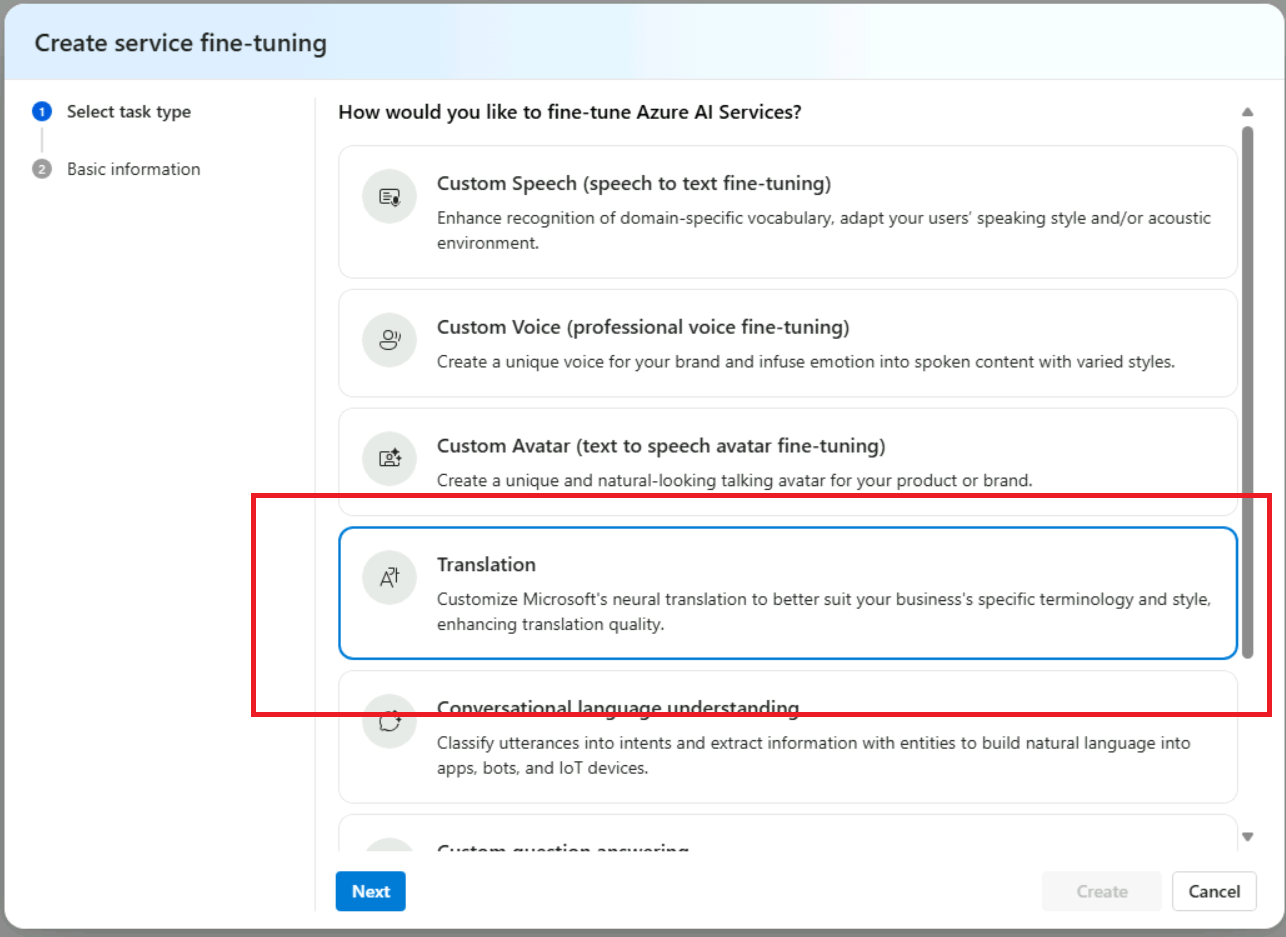 Create service fine-tuning
1 Select task type
2 Basic information
How would you like to fine-tune Azure AI Services?
Custom Speech (speech to text fine-tuning)
Enhance recognition of domain-specific vocabulary, adapt your users' speaking style and/or acoustic
environment.
Custom Voice (professional voice fine-tuning)
Create a unique voice for your brand and infuse emotion into spoken content with varied styles.
Custom Avatar (text to speech avatar fine-tuning)
Create a unique and natural-looking talking avatar for your product or brand.
Translation
Customize Microsoft's neural translation to better suit your business's specific terminology and style,
enhancing translation quality.
Conversational language understanding
Classify utterances into intents and extract information with entities to build natural language into
apps, bots, and IoT devices.
Custom question answering
Next
Create
Cancel